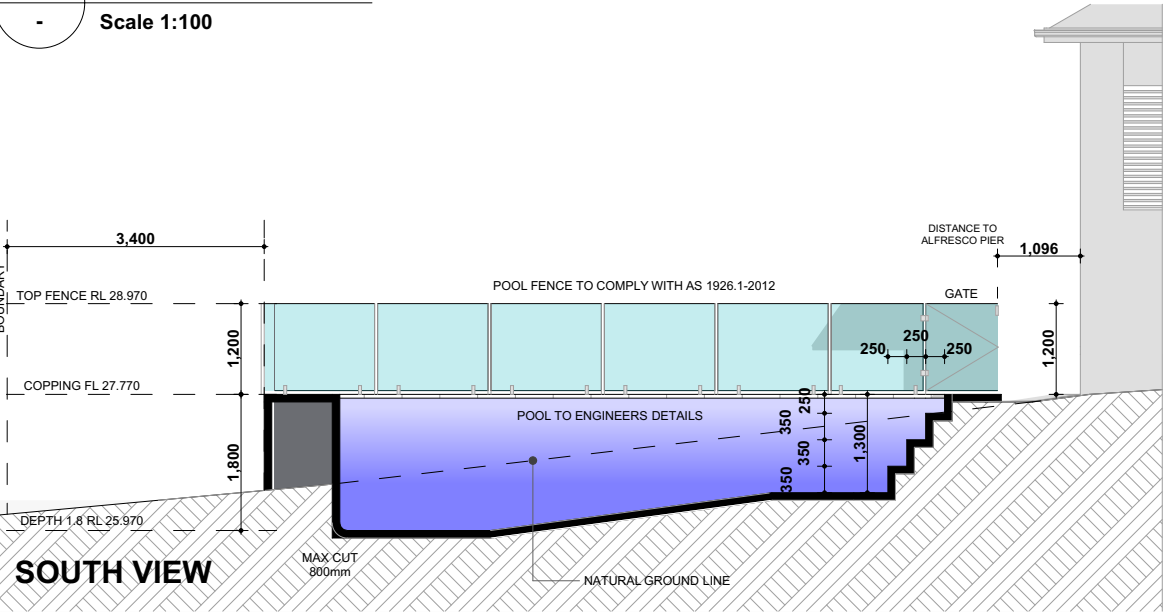 -
Scale 1:100
3,400
DISTANCE TO
ALFRESCO PIER
1,096
BOUNDARY
TOP FENCE RL 28.970
POOL FENCE TO COMPLY WITH AS 1926.1-2012
GATE
1,200
250
250
250
1,200
COPPING FL 27.770
POOL TO ENGINEERS DETAILS
250
350
350
350
1,300
1,800
DEPTH 1.8 RL 25.970
MAX CUT
800mm
SOUTH VIEW
NATURAL GROUND LINE